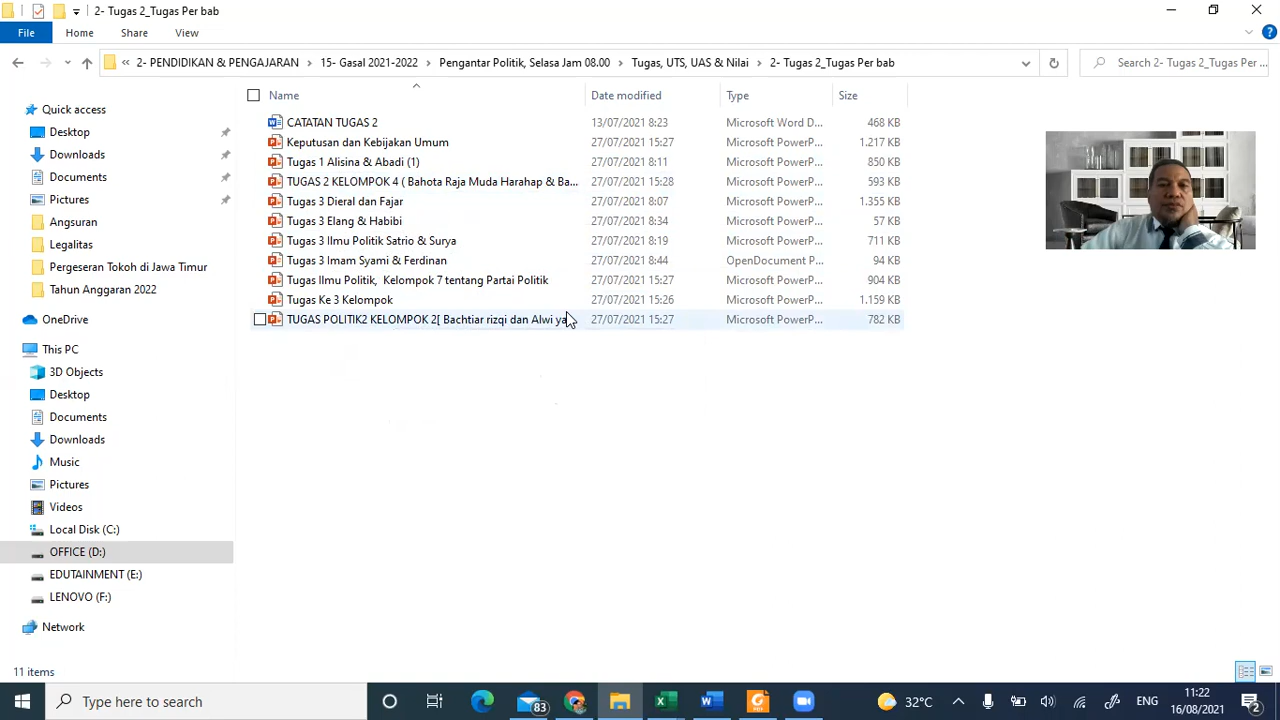 2- Tugas 2_Tugas Per bab
File Home Share View
« 2- PENDIDIKAN & PENGAJARAN > 15- Gasal 2021-2022 > Pengantar Politik, Selasa Jam 08.00 > Tugas, UTS, UAS & Nilai > 2- Tugas 2_Tugas Per bab
Search 2- Tugas 2_Tugas Per ...
Name Date modified Type Size
CATATAN TUGAS 2 13/07/2021 8:23 Microsoft Word D... 468 KB
Keputusan dan Kebijakan Umum 27/07/2021 15:27 Microsoft PowerP... 1.217 KB
Tugas 1 Alisina & Abadi (1) 27/07/2021 8:11 Microsoft PowerP... 850 KB
TUGAS 2 KELOMPOK 4 ( Bahota Raja Muda Harahap & Ba... 27/07/2021 15:28 Microsoft PowerP... 593 KB
Tugas 3 Dieral dan Fajar 27/07/2021 8:07 Microsoft PowerP... 1.355 KB
Tugas 3 Elang & Habibi 27/07/2021 8:34 Microsoft PowerP... 57 KB
Tugas 3 Ilmu Politik Satrio & Surya 27/07/2021 8:19 Microsoft PowerP... 711 KB
Tugas 3 Imam Syami & Ferdinan 27/07/2021 8:44 OpenDocument P... 94 KB
Tugas Ilmu Politik, Kelompok 7 tentang Partai Politik 27/07/2021 15:27 Microsoft PowerP... 904 KB
Tugas Ke 3 Kelompok 27/07/2021 15:26 Microsoft PowerP... 1.159 KB
TUGAS POLITIK2 KELOMPOK 2[ Bachtiar rizqi dan Alwi ya 27/07/2021 15:27 Microsoft PowerP... 782 KB
Quick access
Desktop
Downloads
Documents
Pictures
Angsuran
Legalitas
Pergeseran Tokoh di Jawa Timur
Tahun Anggaran 2022
OneDrive
This PC
3D Objects
Desktop
Documents
Downloads
Music
Pictures
Videos
Local Disk (C:)
OFFICE (D:)
EDUTAINMENT (E:)
LENOVO (F:)
Network
11 items
Type here to search
83
32°C
ENG
11:22
16/08/2021
2